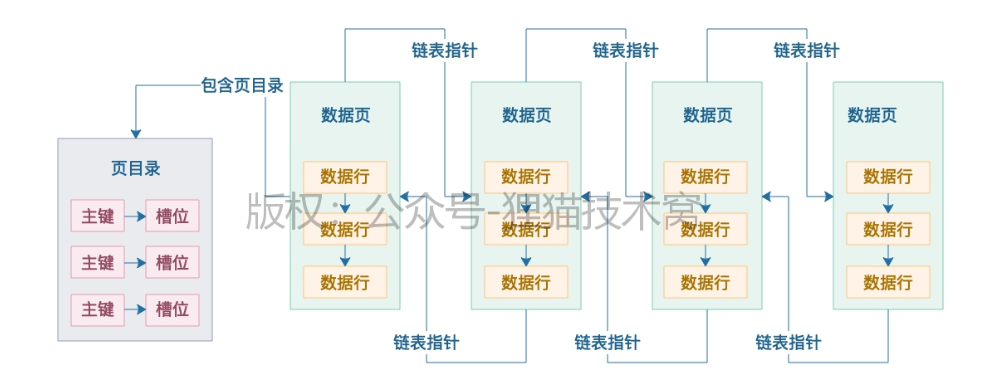 链表指针
链表指针
链表指针
包含页目录
数据页
数据页
数据页
数据页
页目录
数据行
数据行
数据行
数据行
主键
槽位
版权：公众号-狸猫技术窝
数据行
数据行
数据行
数据行
主键
槽位
数据行
数据行
数据行
数据行
主键
槽位
链表指针
链表指针
链表指针